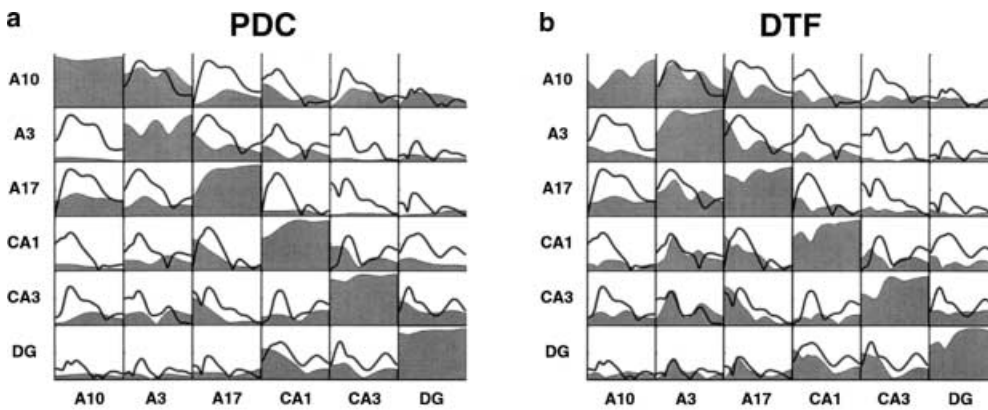 a PDC
A10
A3
A17
CA1
CA3
DG
A10 A3 A17 CA1 CA3 DG
b DTF
A10
A3
A17
CA1
CA3
DG
A10 A3 A17 CA1 CA3 DG